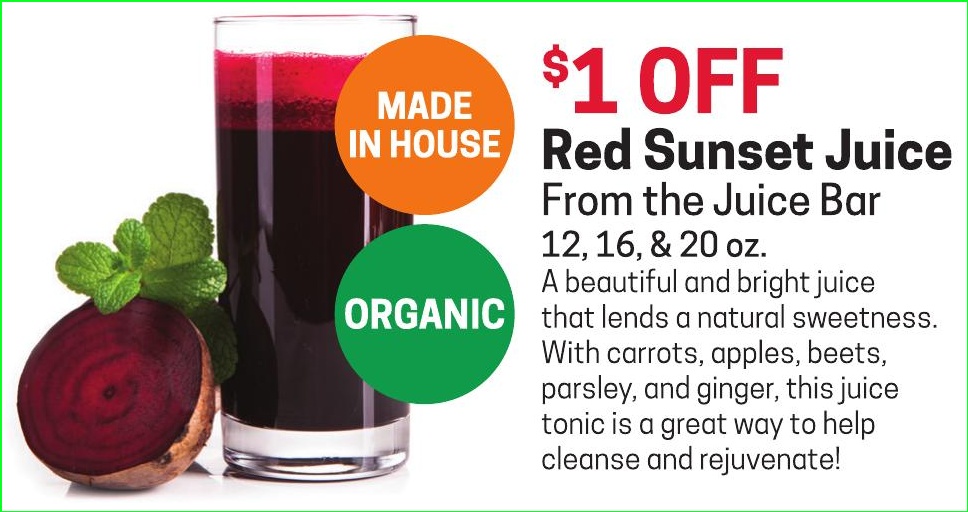 MADE
IN HOUSE
ORGANIC
$1 OFF
Red Sunset Juice
From the Juice Bar
12, 16, & 20 oz.
A beautiful and bright juice
that lends a natural sweetness.
With carrots, apples, beets,
parsley, and ginger, this juice
tonic is a great way to help
cleanse and rejuvenate!